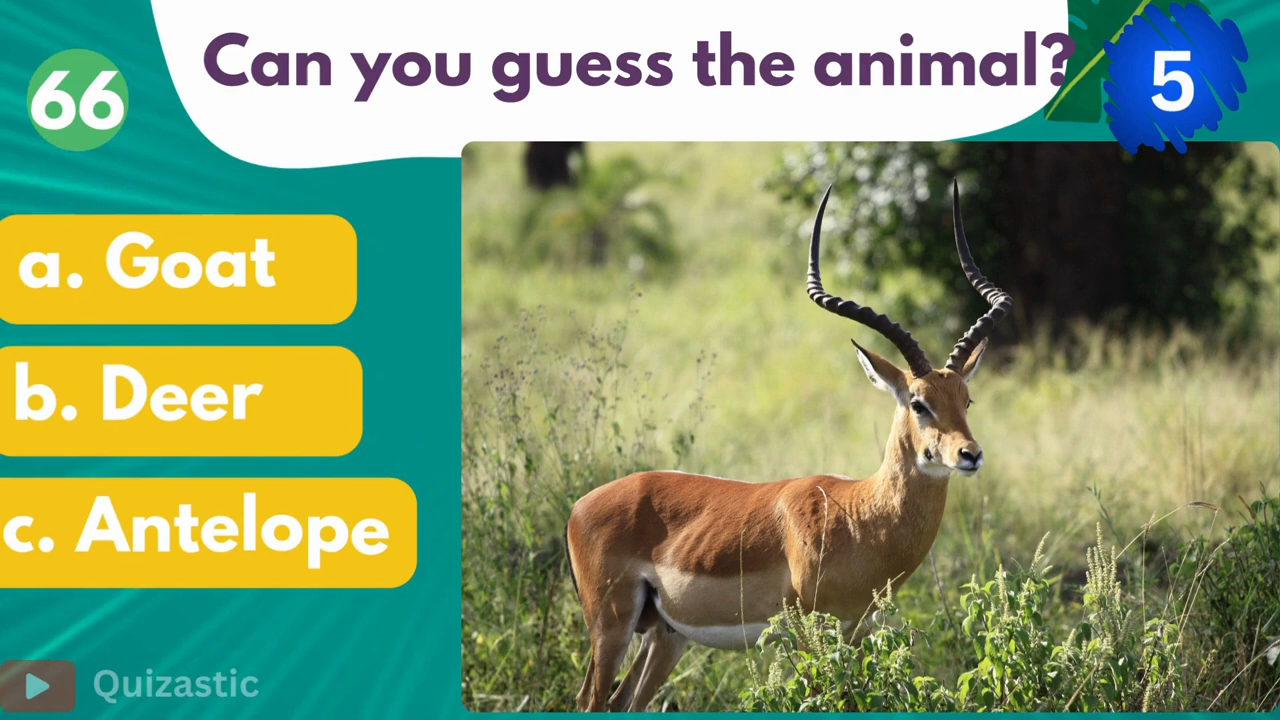 66
Can you guess the animal?
5
a. Goat
b. Deer
c. Antelope
Quizastic